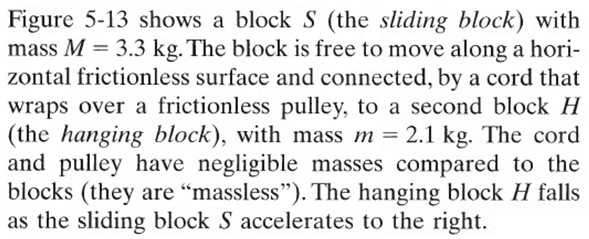 Figure 5-13 shows a block S (the sliding block) with
mass M = 3.3 kg. The block is free to move along a hori-
zontal frictionless surface and connected, by a cord that
wraps over a frictionless pulley, to a second block H
(the hanging block), with mass m = 2.1 kg. The cord
and pulley have negligible masses compared to the
blocks (they are “massless”). The hanging block H falls
as the sliding block S accelerates to the right.